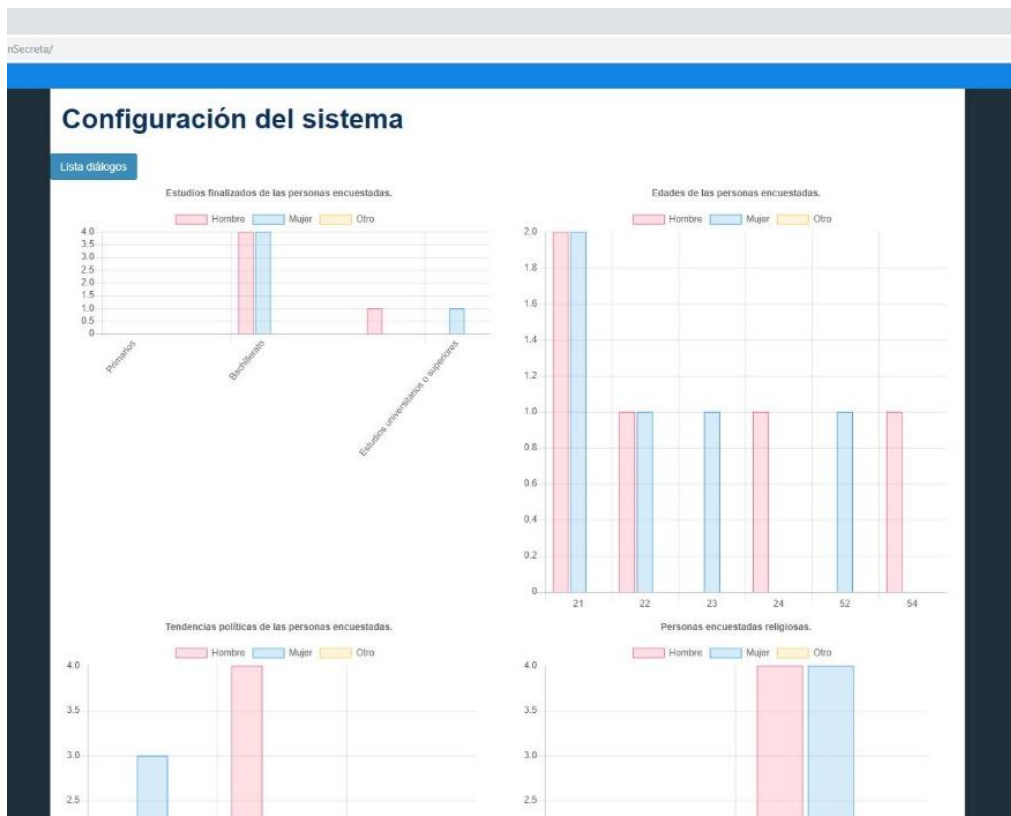 nSecreta/
Configuración del sistema
Lista diálogos
Estudios finalizados de las personas encuestadas.
Hombre Mujer Otro
4.0
3.5
3.0
2.5
2.0
1.5
1.0
0.5
0
Primarios
Bachillerato
Estudios universitarios o superiores
Edades de las personas encuestadas.
Hombre Mujer Otro
2.0
1.8
1.6
1.4
1.2
1.0
0.8
0.6
0.4
0.2
0
21 22 23 24 52 54
Tendencias políticas de las personas encuestadas.
Hombre Mujer Otro
4.0
3.5
3.0
2.5
Personas encuestadas religiosas.
Hombre Mujer Otro
4.0
3.5
3.0
2.5